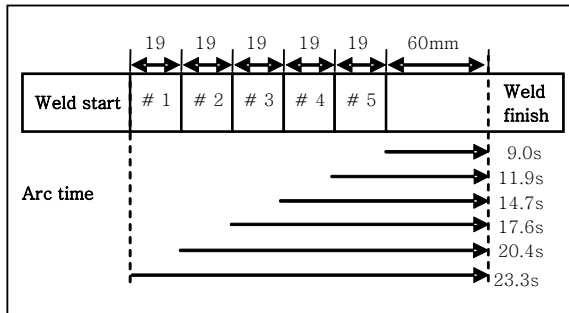 19 19 19 19 19 60mm
Weld start # 1 # 2 # 3 # 4 # 5 Weld finish
9.0s
11.9s
Arc time
14.7s
17.6s
20.4s
23.3s